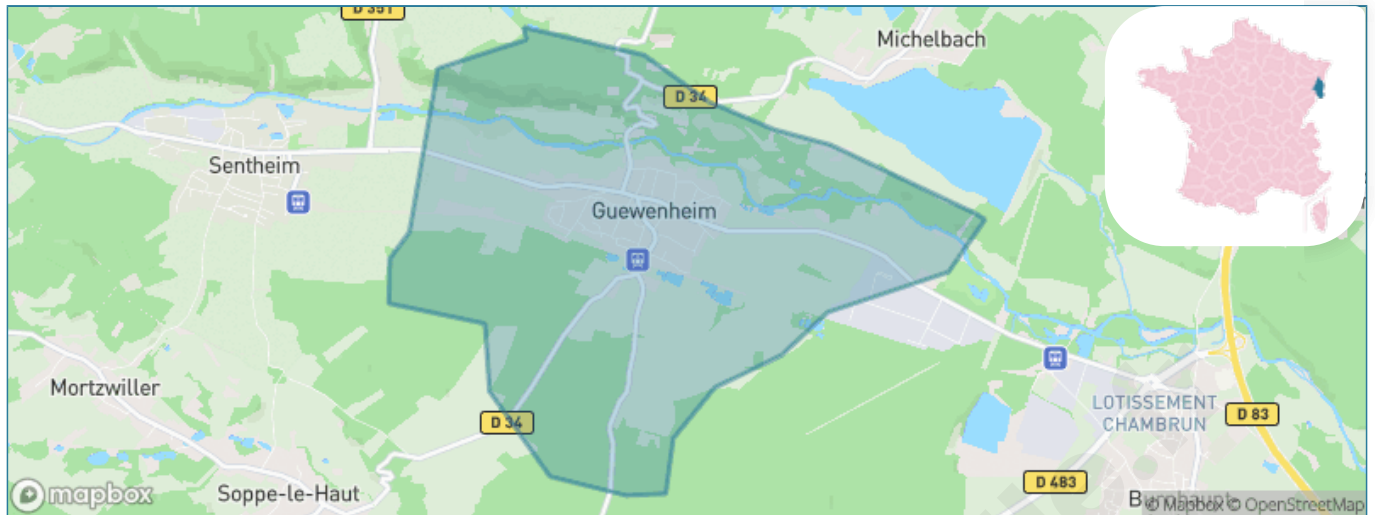 D 351
Michelbach
D 34
Sentheim
Guewenheim
Mortzwiller
LOTISSEMENT
CHAMBRUN
D 83
D 34
Soppe-le-Haut
D 483
mapbox
© Mapbox © OpenStreetMap